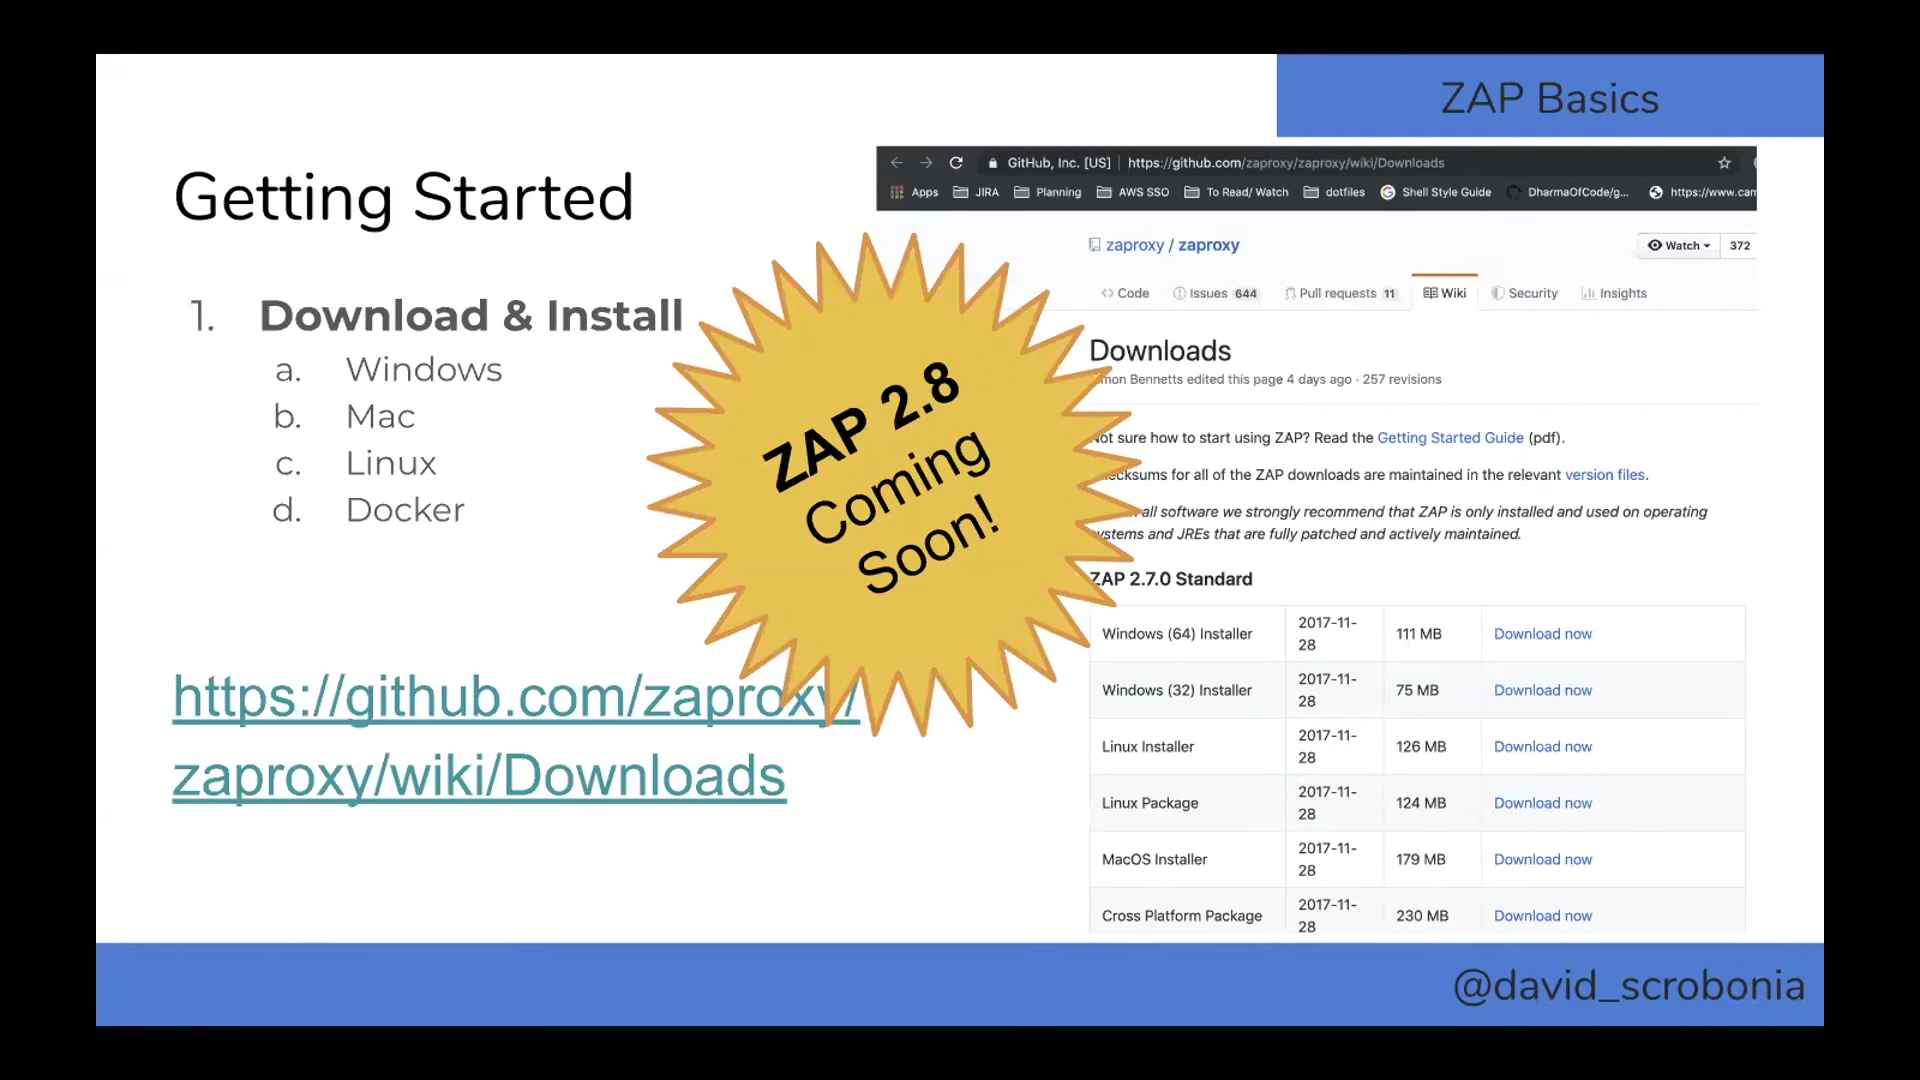 ZAP Basics
Getting Started
1. Download & Install
a. Windows
b. Mac
c. Linux
d. Docker
https://github.com/zaproxy/
zaproxy/wiki/Downloads
ZAP 2.8
Coming
Soon!
GitHub, Inc. [US] https://github.com/zaproxy/zaproxy/wiki/Downloads
Apps JIRA Planning AWS SSO To Read/ Watch dotfiles Shell Style Guide DharmaOfCode/g... https://www.can
zaproxy / zaproxy
Watch 372
Code Issues 644 Pull requests 11 Wiki Security Insights
Downloads
mon Bennetts edited this page 4 days ago · 257 revisions
Not sure how to start using ZAP? Read the Getting Started Guide (pdf).
ecksums for all of the ZAP downloads are maintained in the relevant version files.
all software we strongly recommend that ZAP is only installed and used on operating
ystems and JREs that are fully patched and actively maintained.
ZAP 2.7.0 Standard
Windows (64) Installer 2017-11-28 111 MB Download now
Windows (32) Installer 2017-11-28 75 MB Download now
Linux Installer 2017-11-28 126 MB Download now
Linux Package 2017-11-28 124 MB Download now
MacOS Installer 2017-11-28 179 MB Download now
Cross Platform Package 2017-11-28 230 MB Download now
@david_scrobonia